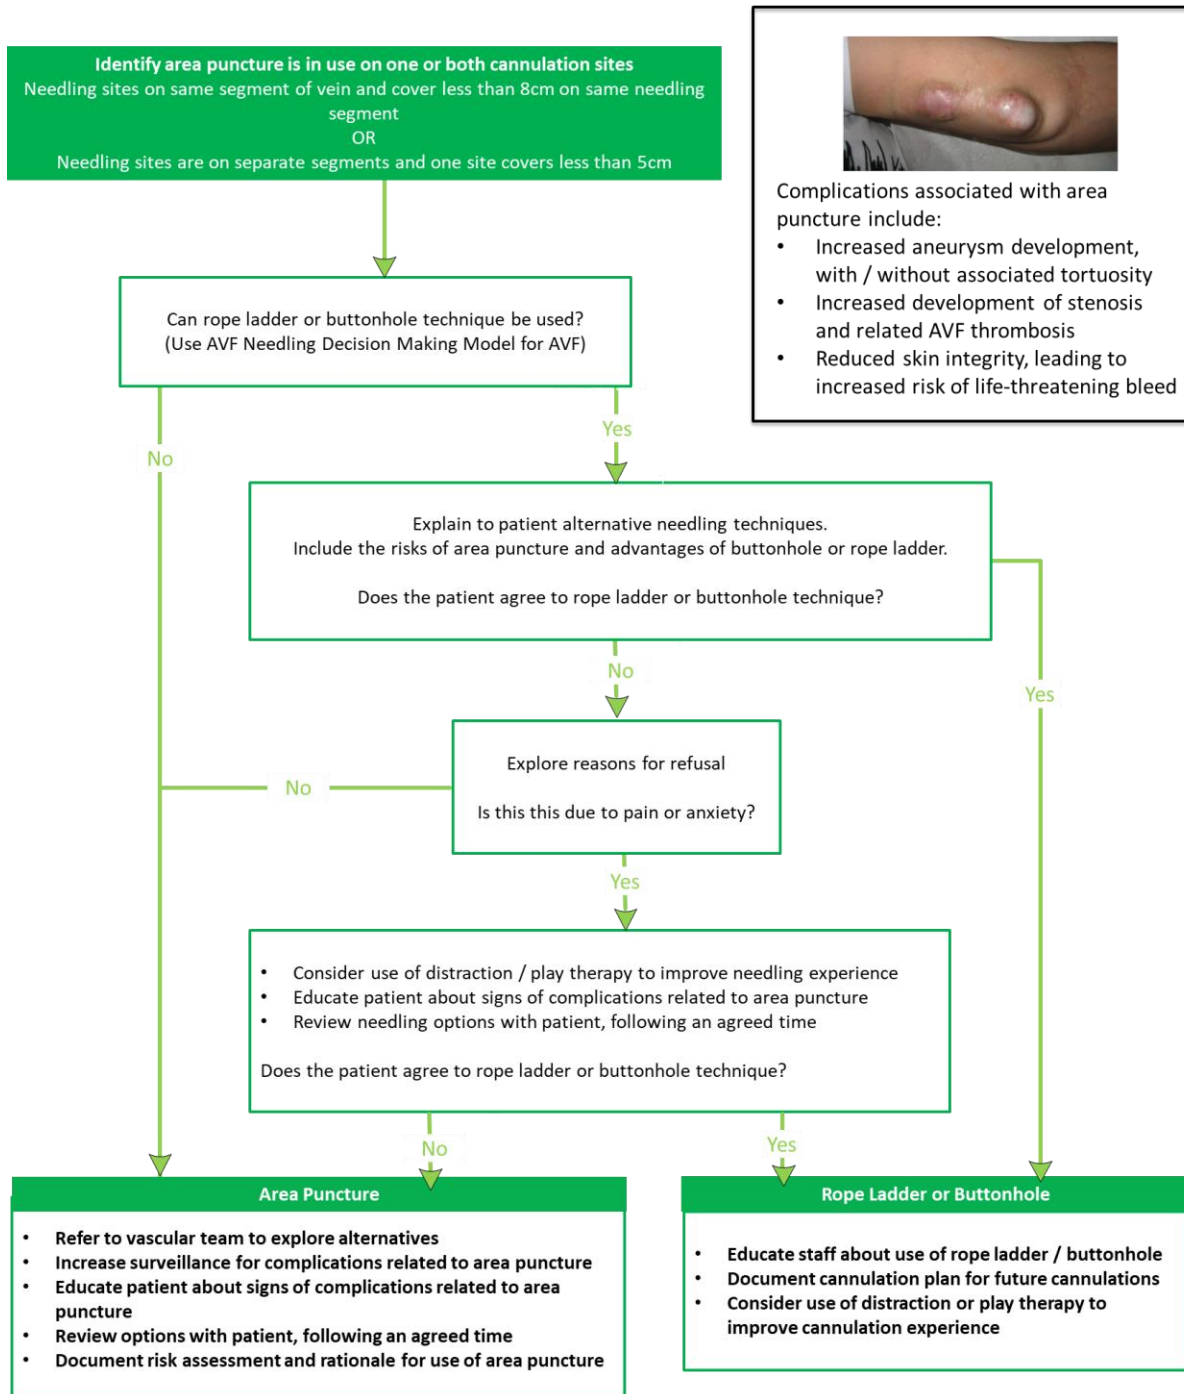 Identify area puncture is in use on one or both cannulation sites
Needling sites on same segment of vein and cover less than 8cm on same needling
segment
OR
Needling sites are on separate segments and one site covers less than 5cm
Complications associated with area
puncture include:
• Increased aneurysm development,
with / without associated tortuosity
• Increased development of stenosis
and related AVF thrombosis
• Reduced skin integrity, leading to
increased risk of life-threatening bleed
Can rope ladder or buttonhole technique be used?
(Use AVF Needling Decision Making Model for AVF)
No
Yes
Explain to patient alternative needling techniques.
Include the risks of area puncture and advantages of buttonhole or rope ladder.
Does the patient agree to rope ladder or buttonhole technique?
No
Yes
Explore reasons for refusal
Is this this due to pain or anxiety?
No
Yes
• Consider use of distraction / play therapy to improve needling experience
• Educate patient about signs of complications related to area puncture
• Review needling options with patient, following an agreed time
Does the patient agree to rope ladder or buttonhole technique?
No
Yes
Area Puncture
• Refer to vascular team to explore alternatives
• Increase surveillance for complications related to area puncture
• Educate patient about signs of complications related to area
puncture
• Review options with patient, following an agreed time
• Document risk assessment and rationale for use of area puncture
Rope Ladder or Buttonhole
• Educate staff about use of rope ladder / buttonhole
• Document cannulation plan for future cannulations
• Consider use of distraction or play therapy to
improve cannulation experience